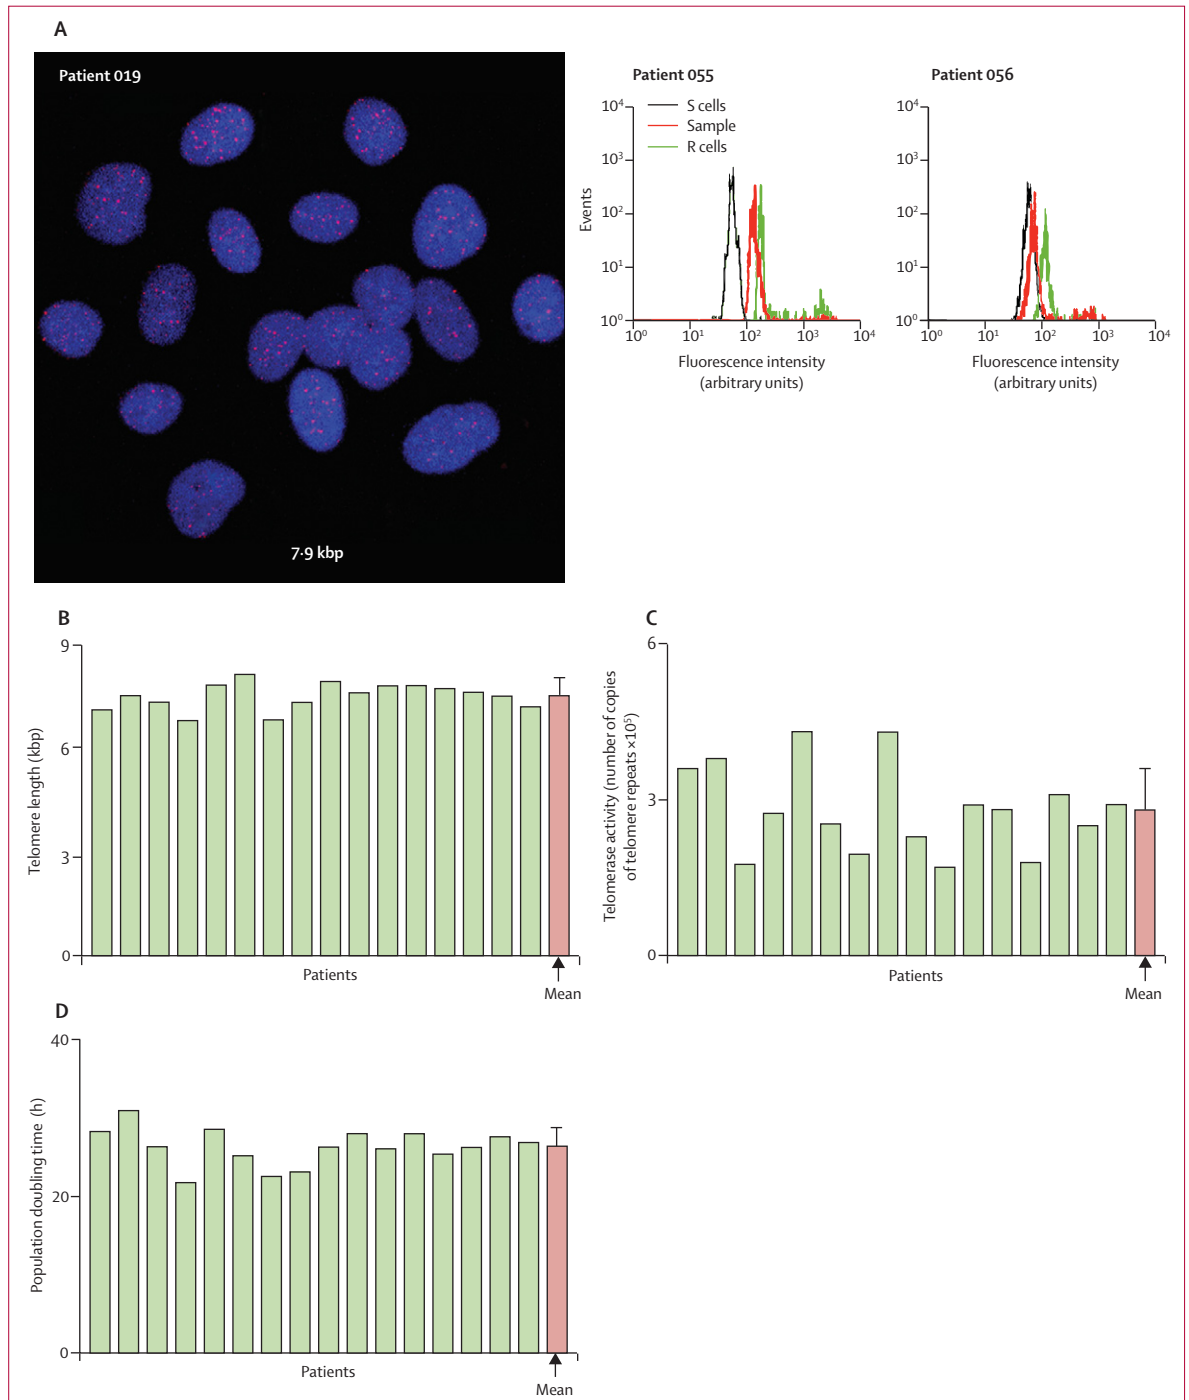 A
Patient 019
7·9 kbp
Patient 055
S cells
Sample
R cells
Events
10⁴
10³
10²
10¹
10⁰
10⁰ 10¹ 10² 10³ 10⁴
Fluorescence intensity
(arbitrary units)
Patient 056
10⁴
10³
10²
10¹
10⁰
10⁰ 10¹ 10² 10³ 10⁴
Fluorescence intensity
(arbitrary units)
B
Telomere length (kbp)
9
6
3
0
Patients
Mean
C
Telomerase activity (number of copies
of telomere repeats ×10⁵)
6
3
0
Patients
Mean
D
Population doubling time (h)
40
20
0
Patients
Mean